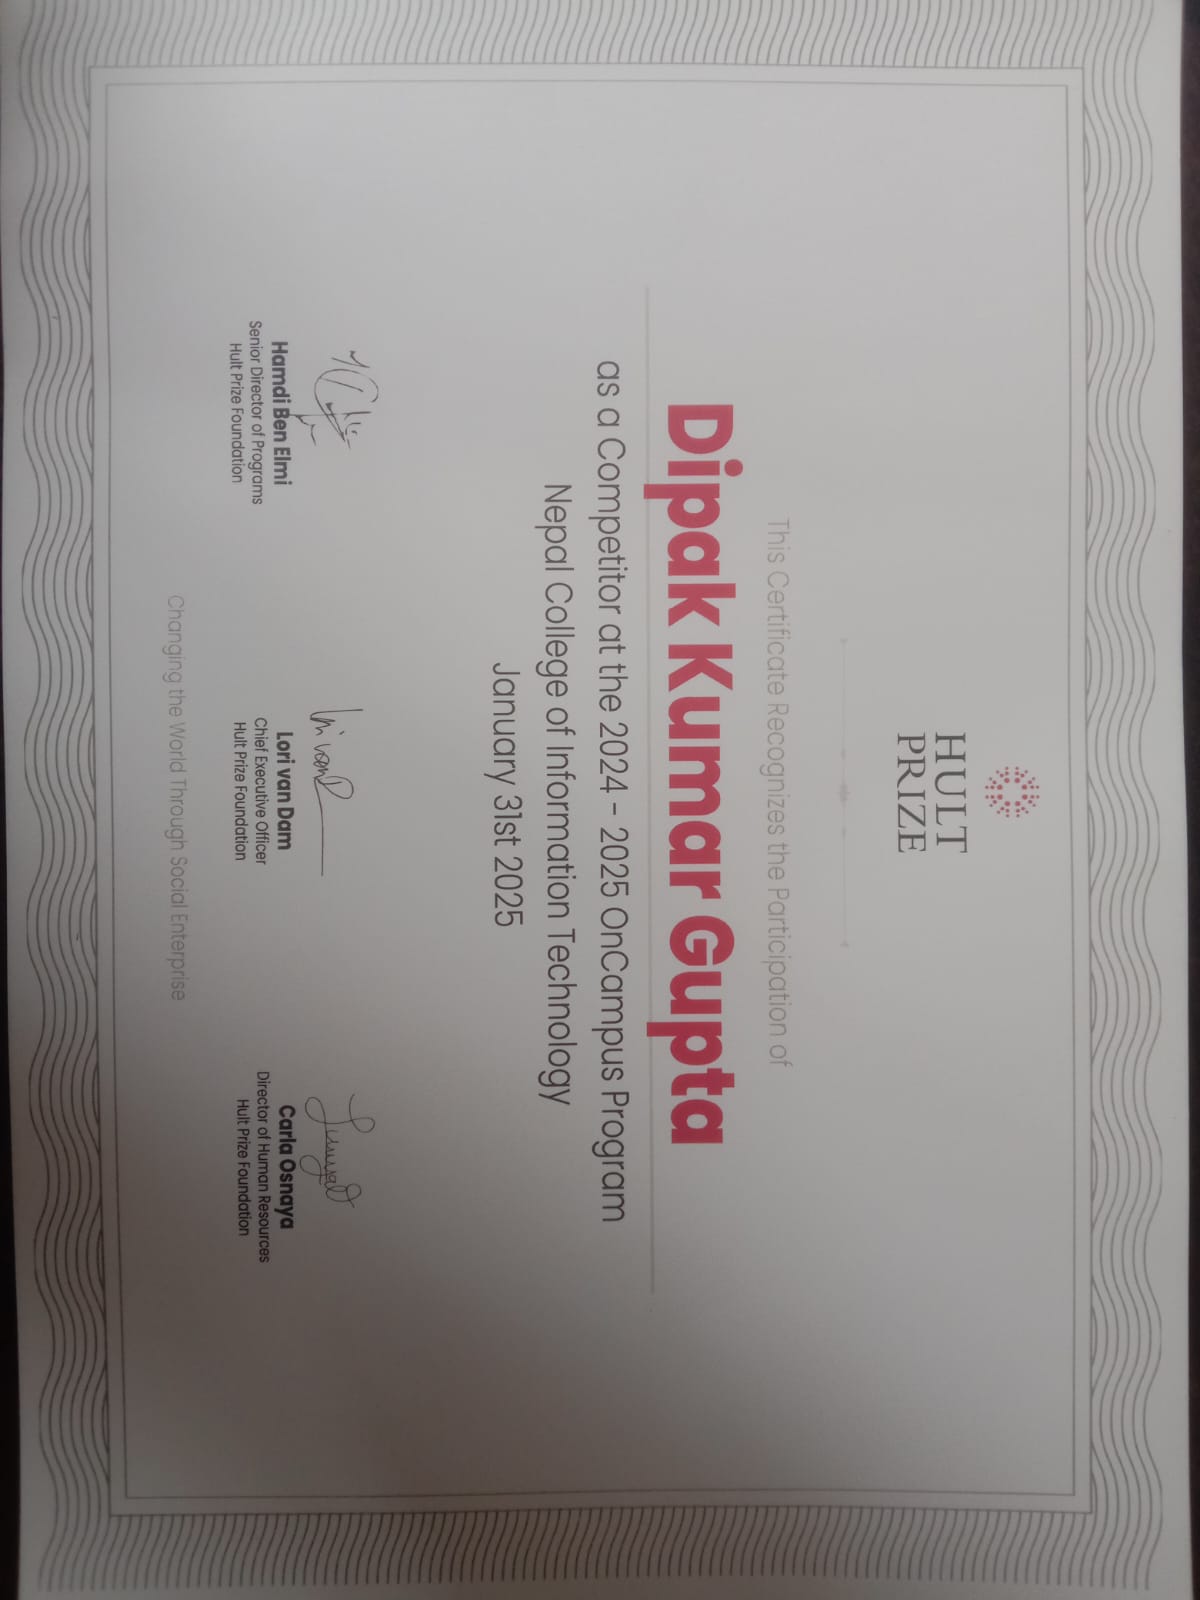 HULT
PRIZE
This Certificate Recognizes the Participation of
Dipak Kumar Gupta
as a Competitor at the 2024 - 2025 OnCampus Program
Nepal College of Information Technology
January 31st 2025
Hamdi Ben Elmi
Senior Director of Programs
Hult Prize Foundation
Lori van Dam
Chief Executive Officer
Hult Prize Foundation
Carla Osnaya
Director of Human Resources
Hult Prize Foundation
Changing the World Through Social Enterprise